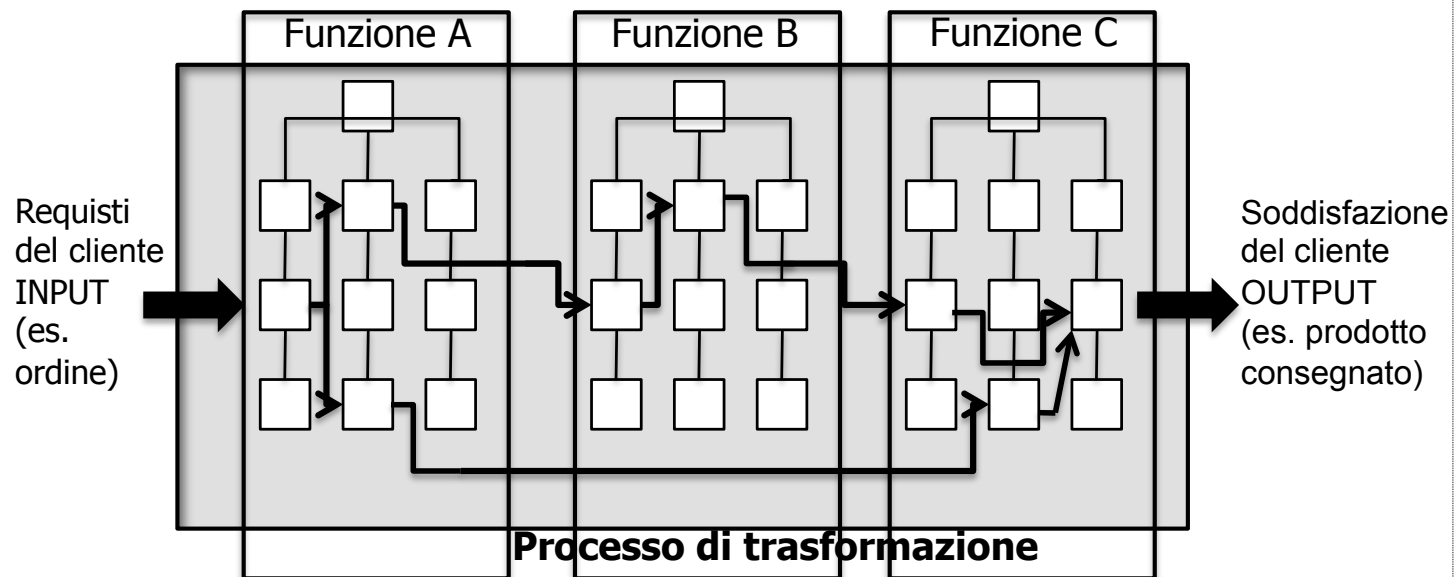 Funzione A
Funzione B
Funzione C
Requisti
del cliente
INPUT
(es.
ordine)
Soddisfazione
del cliente
OUTPUT
(es. prodotto
consegnato)
Processo di trasformazione